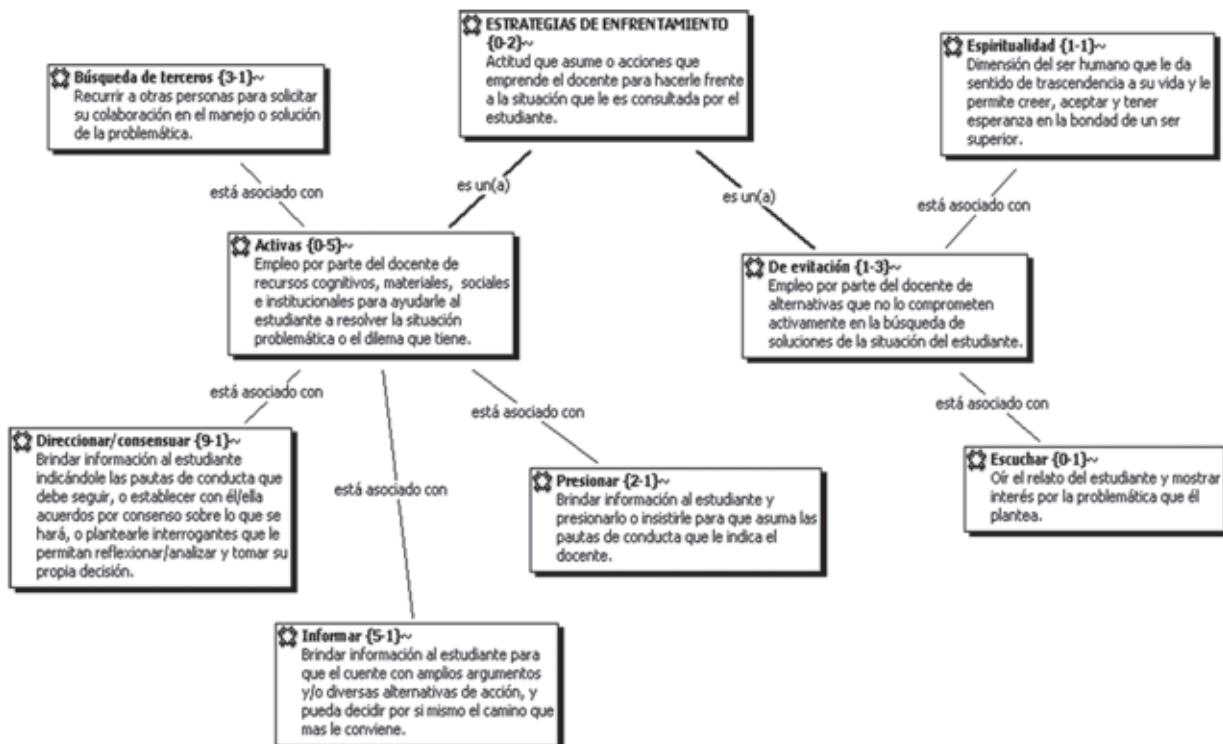 ESTRATEGIAS DE ENFRENTAMIENTO
{0-2}~
Actitud que asume o acciones que
emprende el docente para hacerle frente
a la situación que le es consultada por el
estudiante.
Búsqueda de terceros {3-1}~
Recurrir a otras personas para solicitar
su colaboración en el manejo o solución
de la problemática.
Espiritualidad {1-1}~
Dimensión del ser humano que le da
sentido de trascendencia a su vida y le
permite creer, aceptar y tener
esperanza en la bondad de un ser
superior.
está asociado con
es un(a)
es un(a)
está asociado con
Activas {0-5}~
Empleo por parte del docente de
recursos cognitivos, materiales, sociales
e institucionales para ayudarle al
estudiante a resolver la situación
problemática o el dilema que tiene.
De evitación {1-3}~
Empleo por parte del docente de
alternativas que no lo comprometen
activamente en la búsqueda de
soluciones de la situación del estudiante.
está asociado con
está asociado con
está asociado con
está asociado con
Direccionar/consensuar {9-1}~
Brindar información al estudiante
indicándole las pautas de conducta que
debe seguir, o establecer con él/ella
acuerdos por consenso sobre lo que se
hará, o plantearle interrogantes que le
permitan reflexionar/analizar y tomar su
propia decisión.
Presionar {2-1}~
Brindar información al estudiante y
presionarlo o insistirle para que asuma las
pautas de conducta que le indica el
docente.
Escuchar {0-1}~
Oír el relato del estudiante y mostrar
interés por la problemática que él
plantea.
Informar {5-1}~
Brindar información al estudiante para
que el cuente con amplios argumentos
y/o diversas alternativas de acción, y
pueda decidir por si mismo el camino que
mas le conviene.